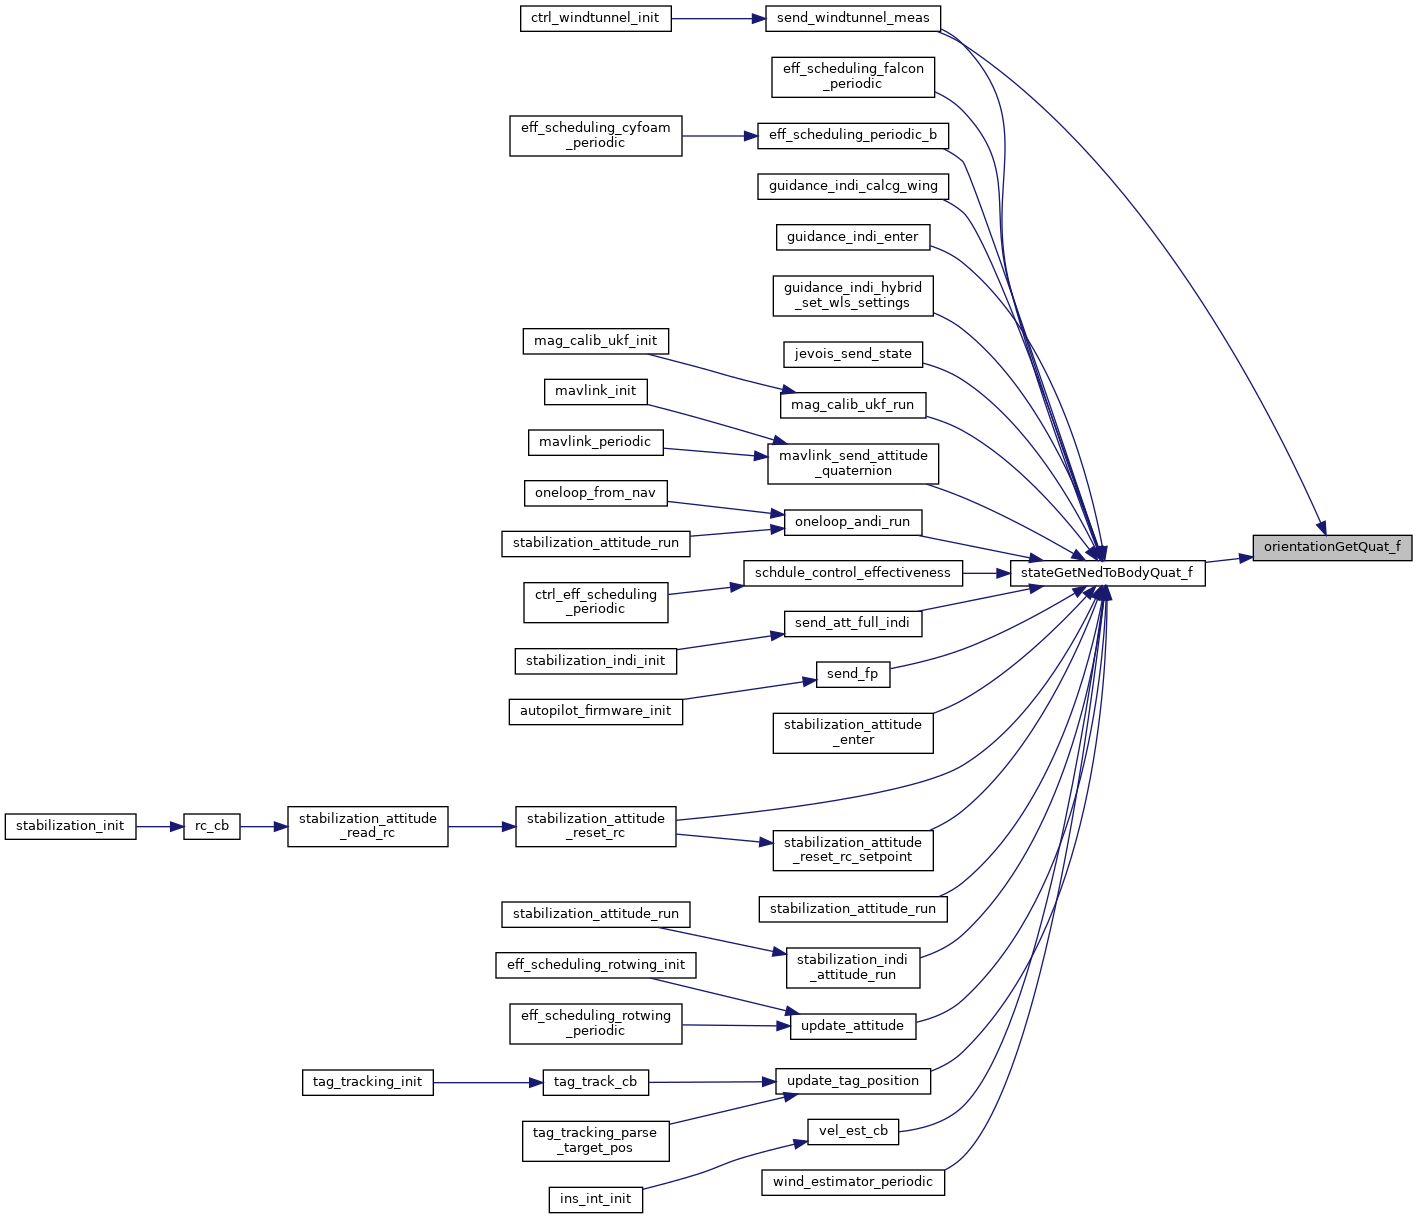 ctrl_windtunnel_init
send_windtunnel_meas
eff_scheduling_falcon
_periodic
eff_scheduling_cyfoam
_periodic
eff_scheduling_periodic_b
guidance_indi_calcg_wing
guidance_indi_enter
guidance_indi_hybrid
_set_wls_settings
mag_calib_ukf_init
jevois_send_state
mavlink_init
mag_calib_ukf_run
mavlink_periodic
mavlink_send_attitude
_quaternion
oneloop_from_nav
oneloop_andi_run
stabilization_attitude_run
orientationGetQuat_f
schdule_control_effectiveness
stateGetNedToBodyQuat_f
ctrl_eff_scheduling
_periodic
send_att_full_indi
stabilization_indi_init
send_fp
autopilot_firmware_init
stabilization_attitude
_enter
stabilization_init
rc_cb
stabilization_attitude
_read_rc
stabilization_attitude
_reset_rc
stabilization_attitude
_reset_rc_setpoint
stabilization_attitude_run
stabilization_attitude_run
stabilization_indi
_attitude_run
eff_scheduling_rotwing_init
eff_scheduling_rotwing
_periodic
update_attitude
tag_tracking_init
tag_track_cb
update_tag_position
tag_tracking_parse
_target_pos
vel_est_cb
wind_estimator_periodic
ins_int_init